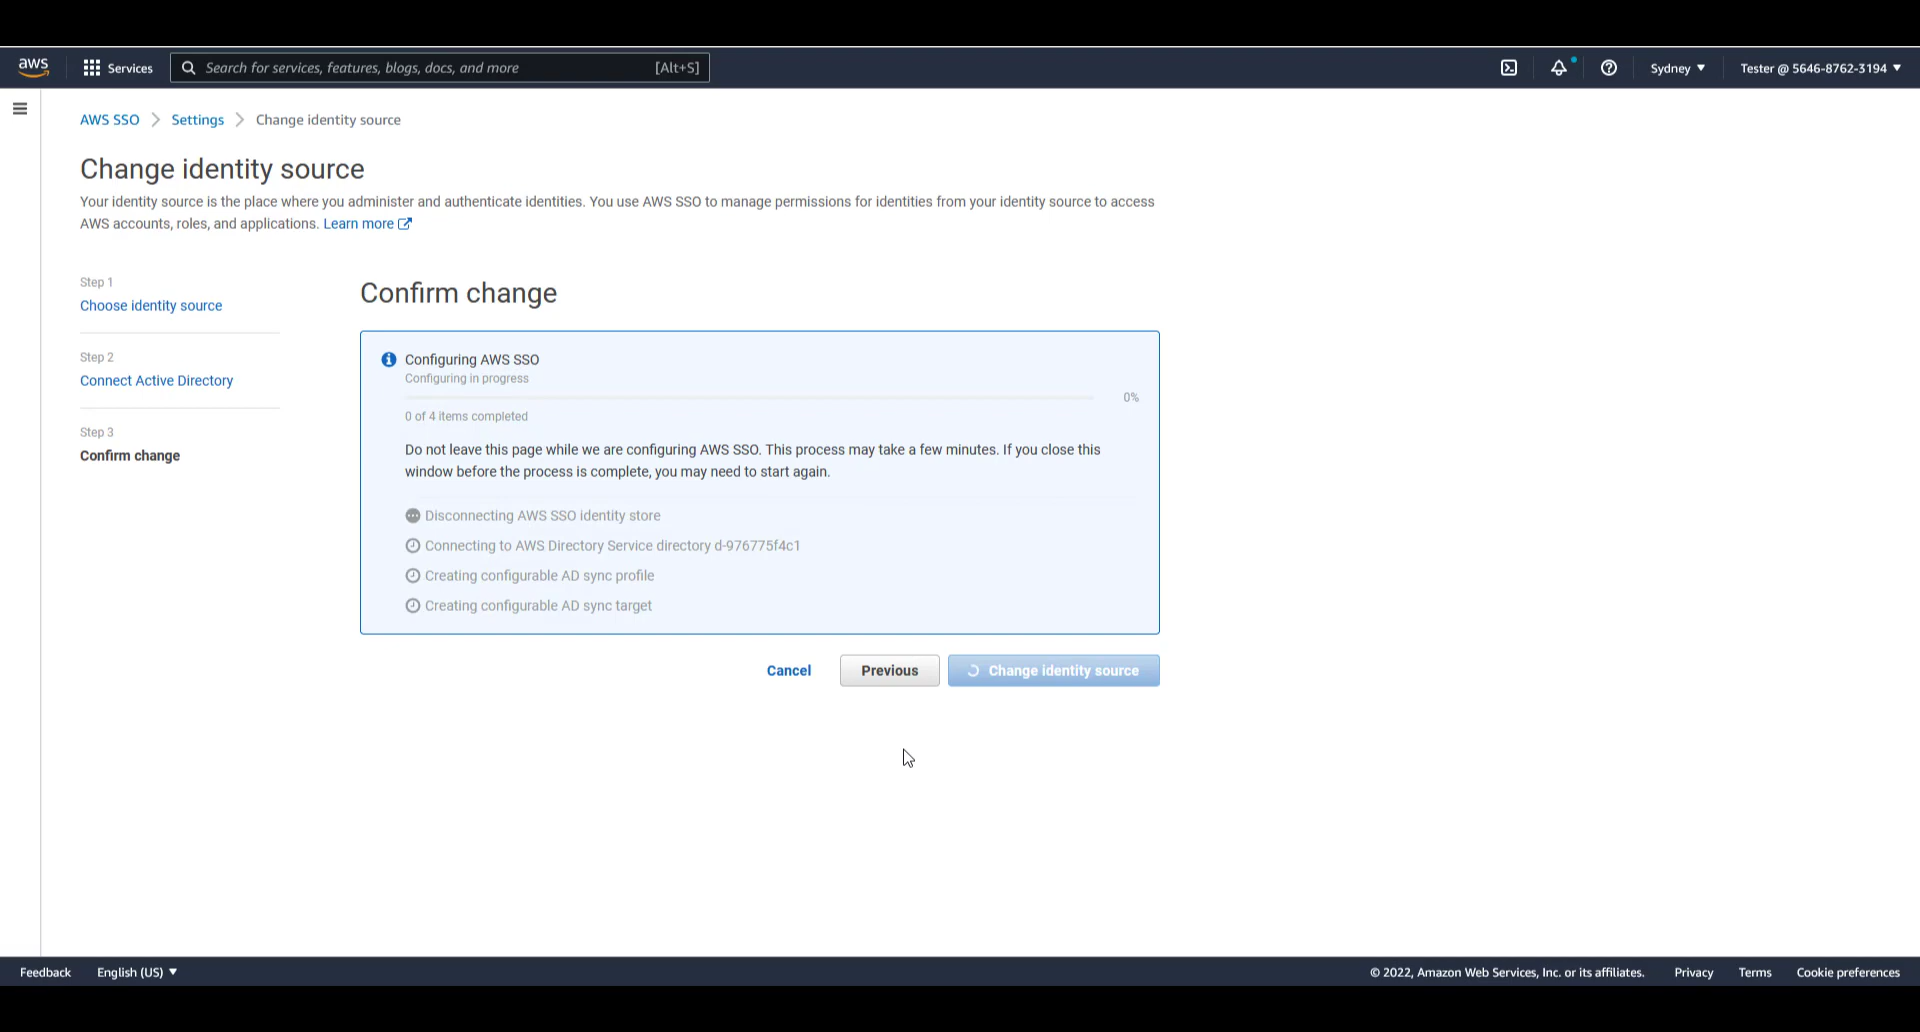 aws
Services
Search for services, features, blogs, docs, and more [Alt+S]
Sydney
Tester @ 5646-8762-3194
AWS SSO
Settings
Change identity source
Change identity source
Your identity source is the place where you administer and authenticate identities. You use AWS SSO to manage permissions for identities from your identity source to access
AWS accounts, roles, and applications. Learn more
Step 1
Choose identity source
Step 2
Connect Active Directory
Step 3
Confirm change
Confirm change
Configuring AWS SSO
Configuring in progress
0%
0 of 4 items completed
Do not leave this page while we are configuring AWS SSO. This process may take a few minutes. If you close this
window before the process is complete, you may need to start again.
Disconnecting AWS SSO identity store
Connecting to AWS Directory Service directory d-976775f4c1
Creating configurable AD sync profile
Creating configurable AD sync target
Cancel
Previous
Change identity source
Feedback
English (US)
© 2022, Amazon Web Services, Inc. or its affiliates.
Privacy
Terms
Cookie preferences